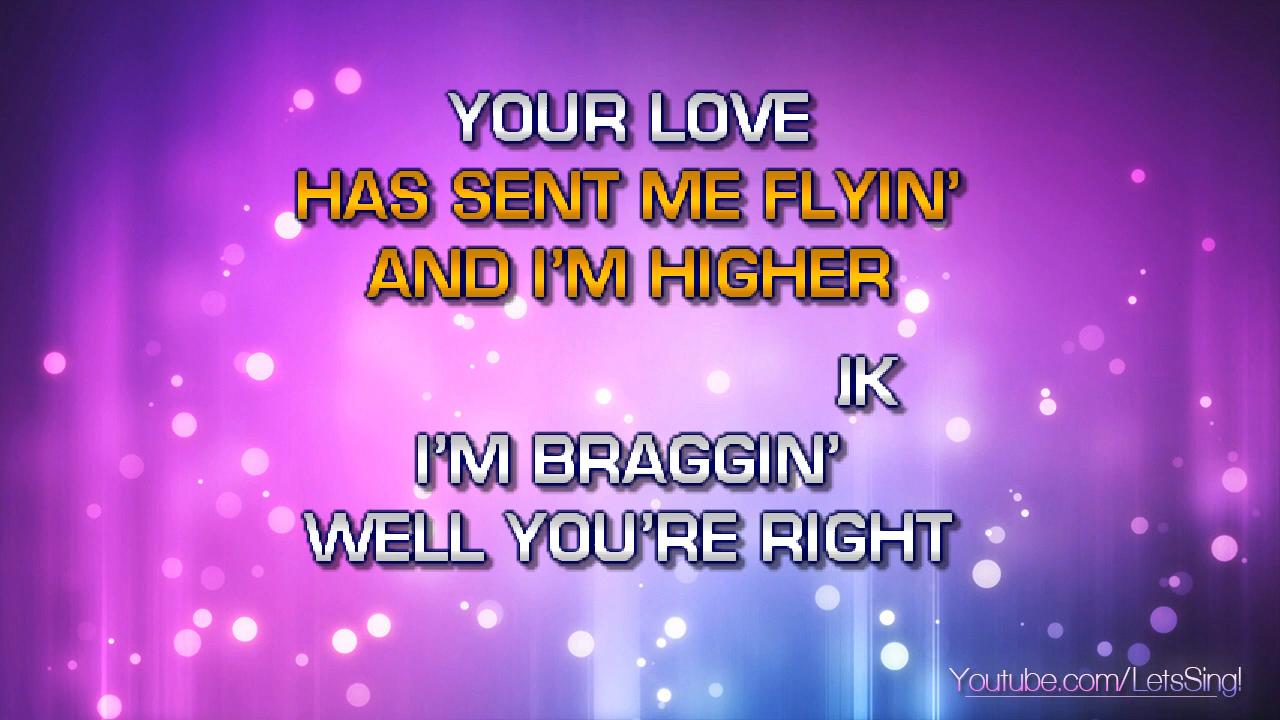 YOUR LOVE
HAS SENT ME FLYIN’
AND I’M HIGHER
IK
I’M BRAGGIN’
WELL YOU’RE RIGHT
Youtube.com/LetsSing!